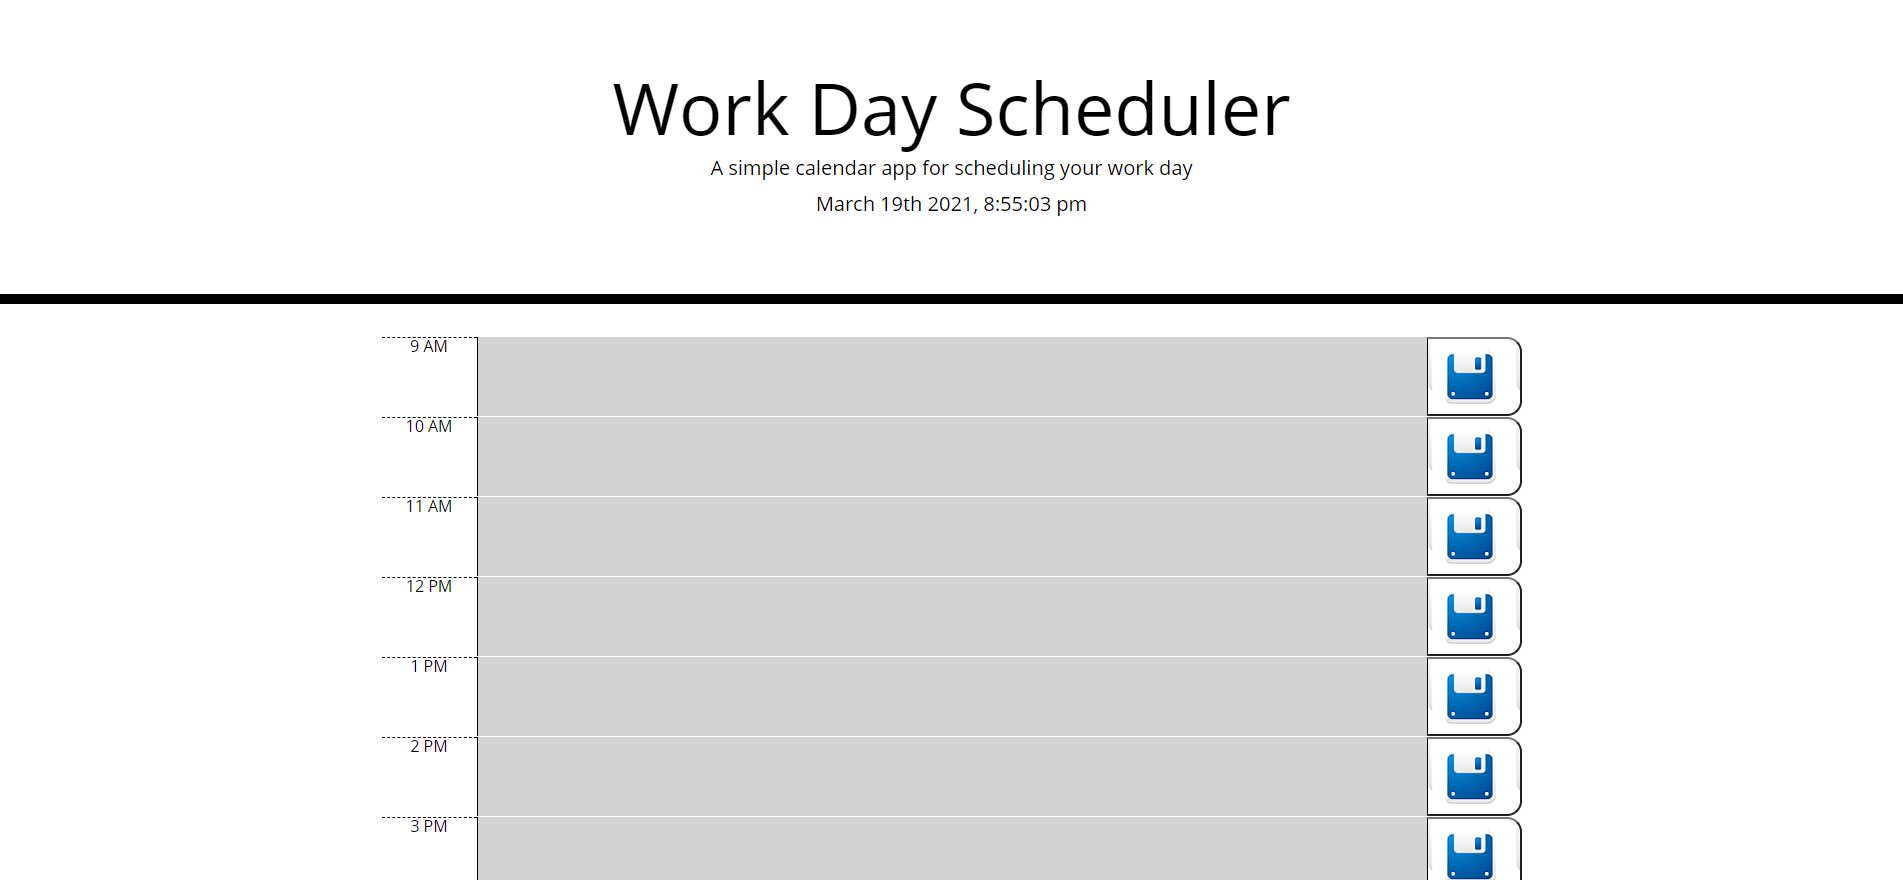 Work Day Scheduler
A simple calendar app for scheduling your work day
March 19th 2021, 8:55:03 pm
9 AM
10 AM
11 AM
12 PM
1 PM
2 PM
3 PM